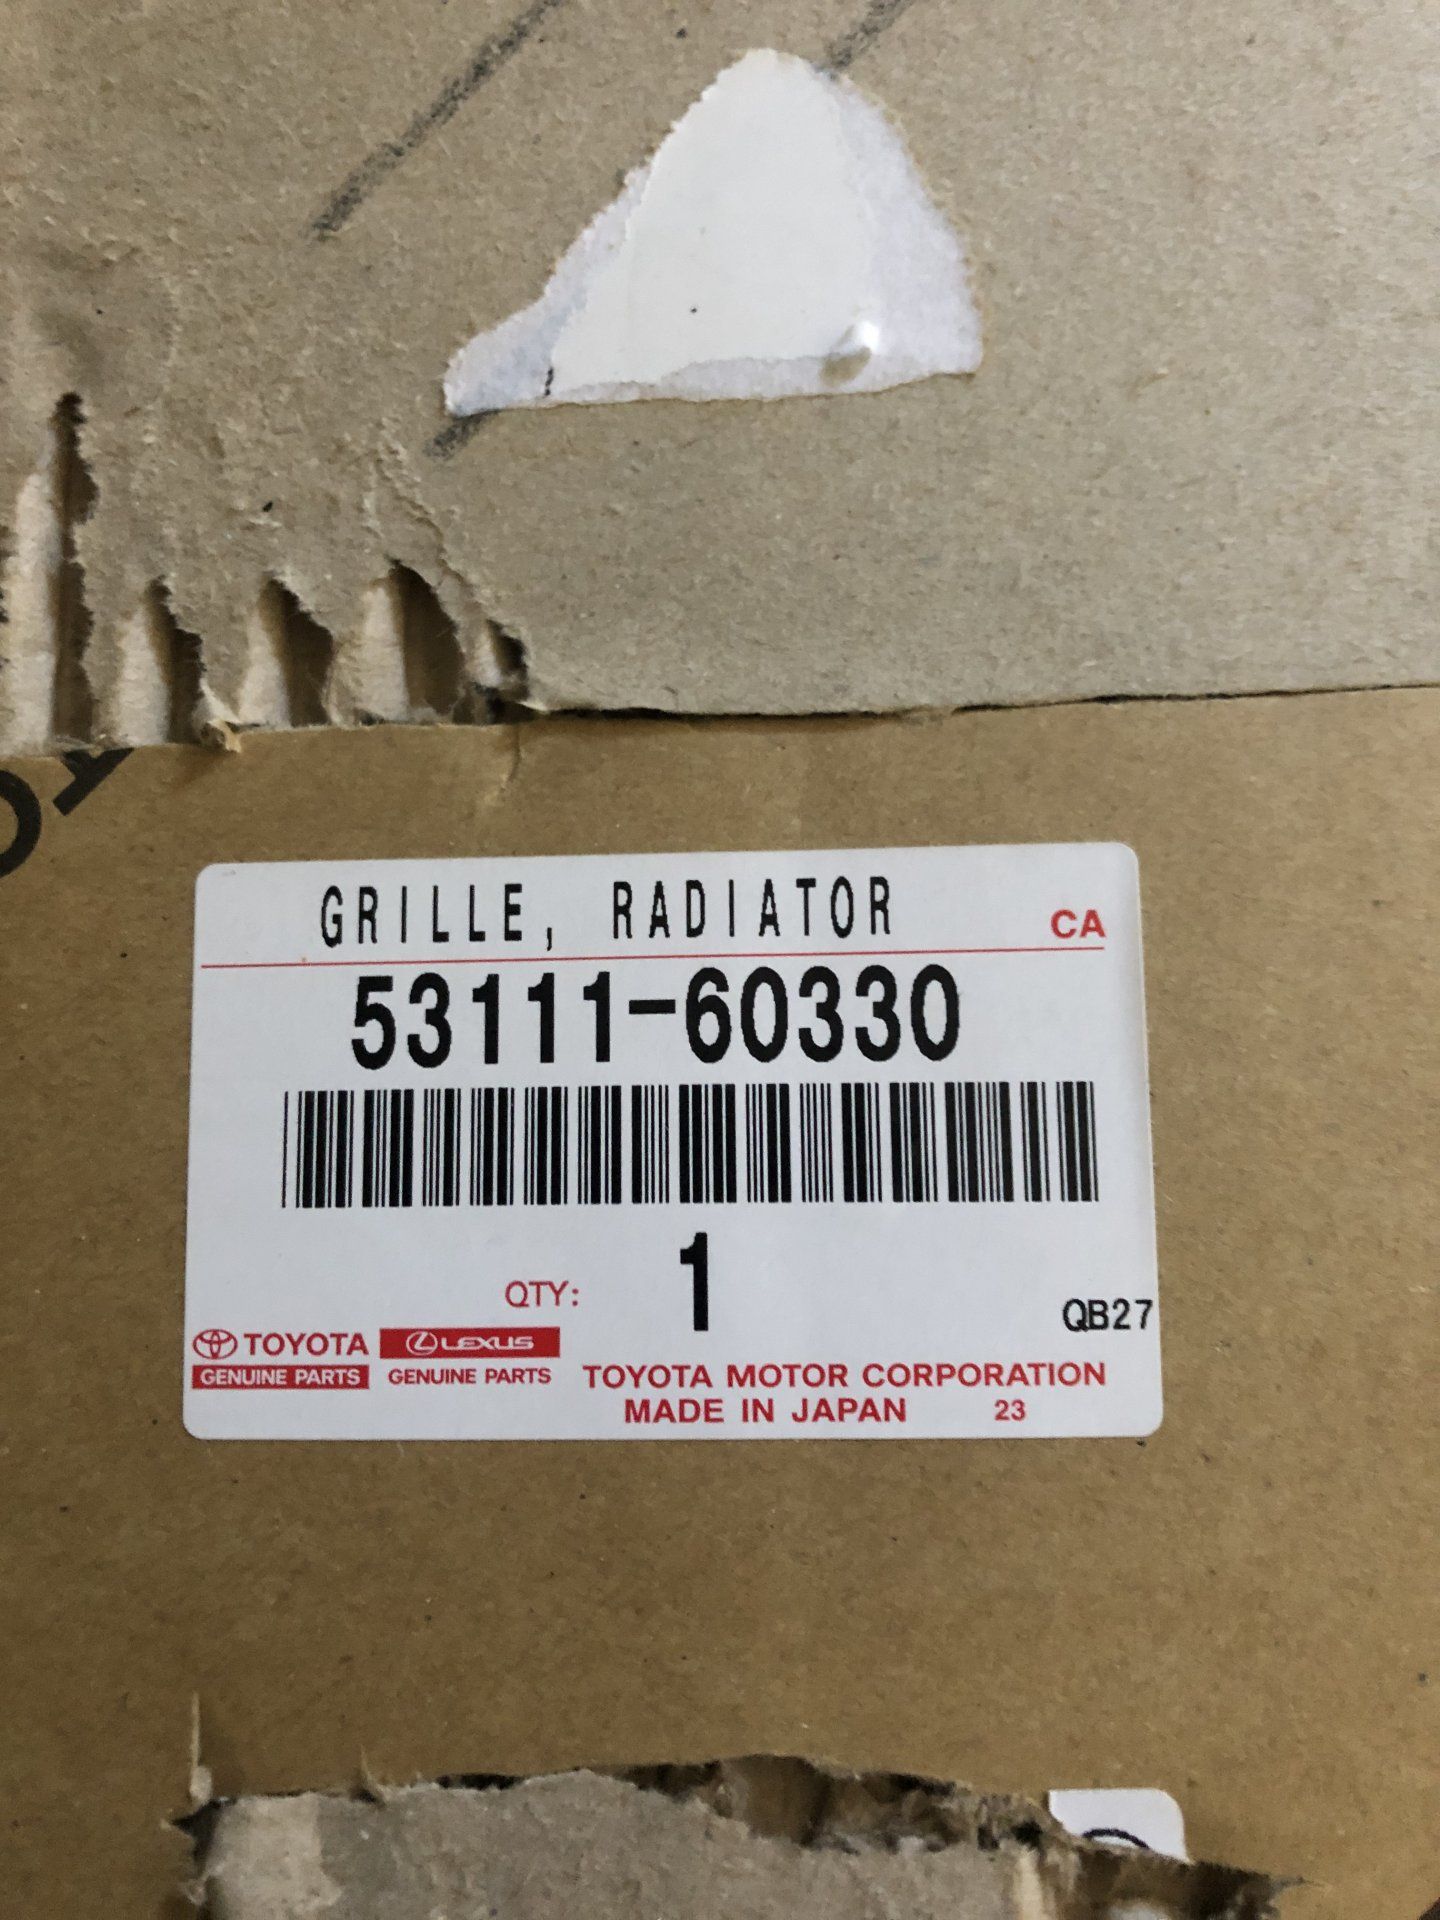 GRILLE, RADIATOR CA
53111-60330
1
QTY:
QB27
TOYOTA LEXUS
GENUINE PARTS GENUINE PARTS
TOYOTA MOTOR CORPORATION
MADE IN JAPAN 23